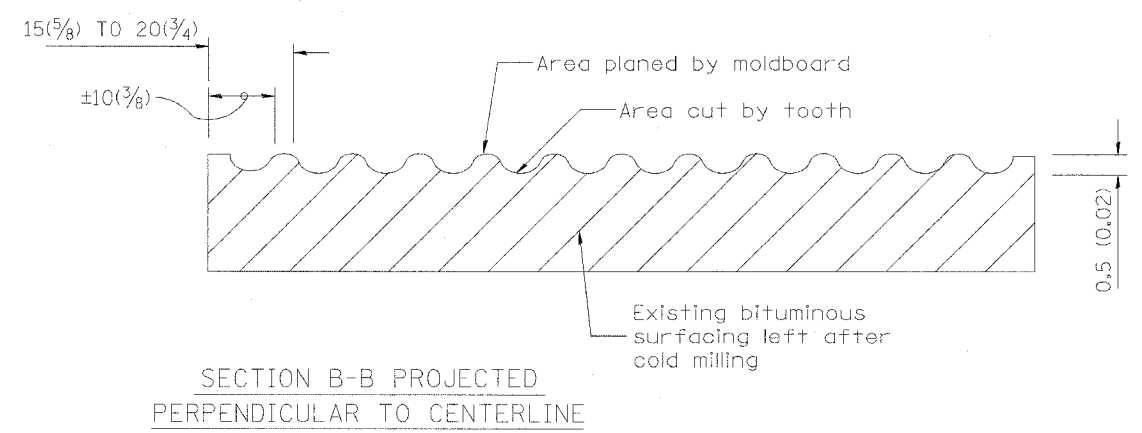 15(5/8) TO 20(3/4)
±10(3/8)
Area planed by moldboard
Area cut by tooth
0.5 (0.02)
Existing bituminous
surfacing left after
cold milling
SECTION B-B PROJECTED
PERPENDICULAR TO CENTERLINE